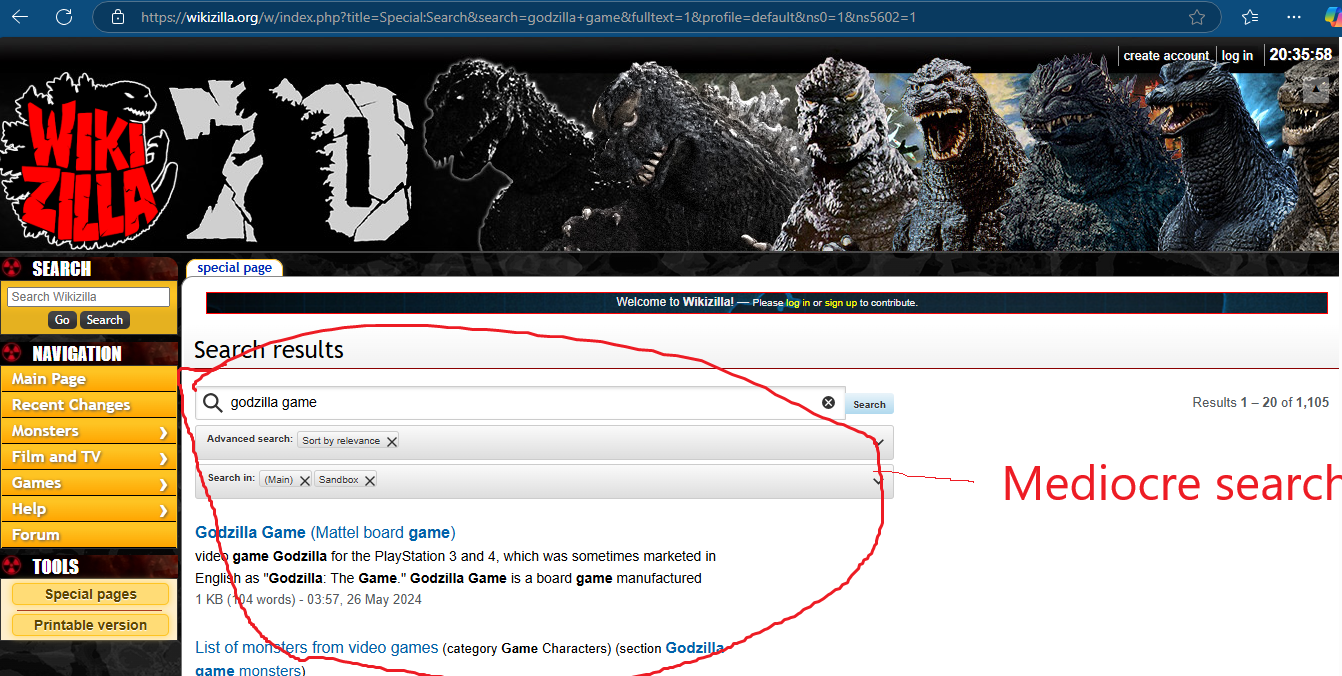 https://wikizilla.org/w/index.php?title=Special:Search&search=godzilla+game&fulltext=1&profile=default&ns0=1&ns5602=1
create account log in 20:35:58
WIKI
ZILLA
70
SEARCH
Search Wikizilla
Go Search
NAVIGATION
Main Page
Recent Changes
Monsters
Film and TV
Games
Help
Forum
TOOLS
Special pages
Printable version
special page
Welcome to Wikizilla! — Please log in or sign up to contribute.
Search results
godzilla game
Search
Results 1 – 20 of 1,105
Advanced search: Sort by relevance
Search in: (Main) Sandbox
Mediocre search
Godzilla Game (Mattel board game)
video game Godzilla for the PlayStation 3 and 4, which was sometimes marketed in
English as "Godzilla: The Game." Godzilla Game is a board game manufactured
1 KB (104 words) - 03:57, 26 May 2024
List of monsters from video games (category Game Characters) (section Godzilla
game monsters)